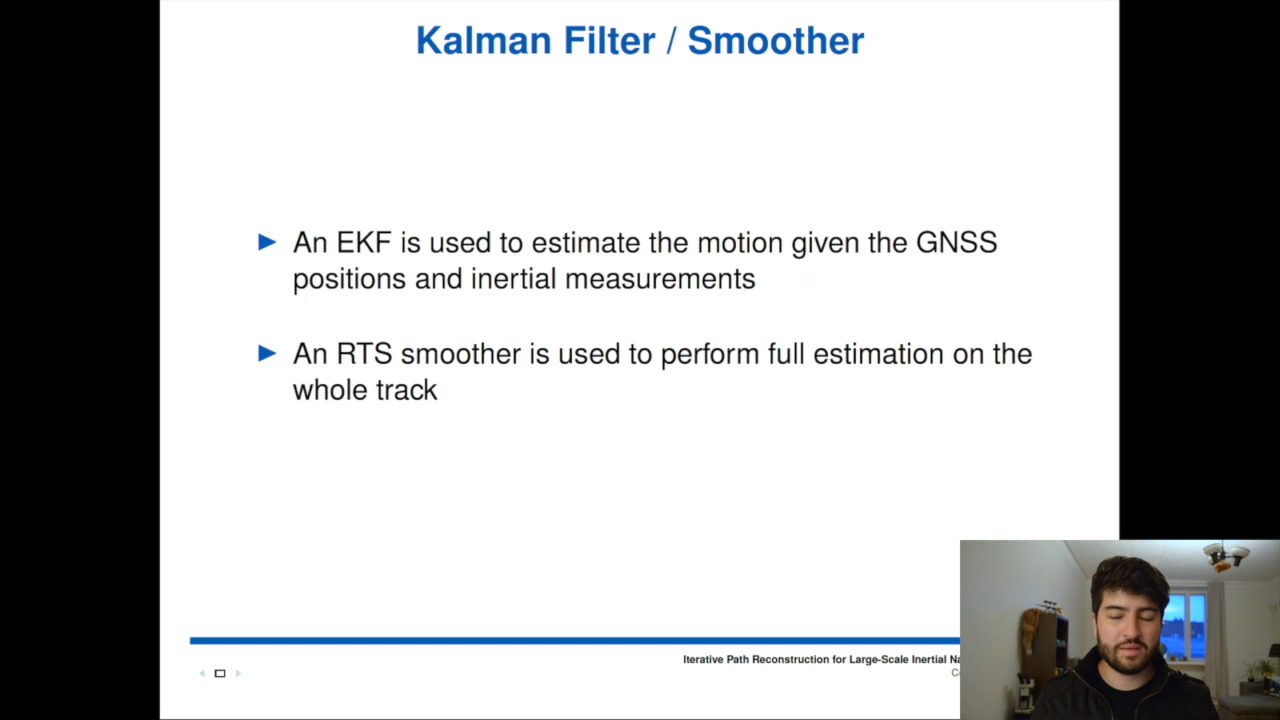 Kalman Filter / Smoother
An EKF is used to estimate the motion given the GNSS
positions and inertial measurements
An RTS smoother is used to perform full estimation on the
whole track
Iterative Path Reconstruction for Large-Scale Inertial